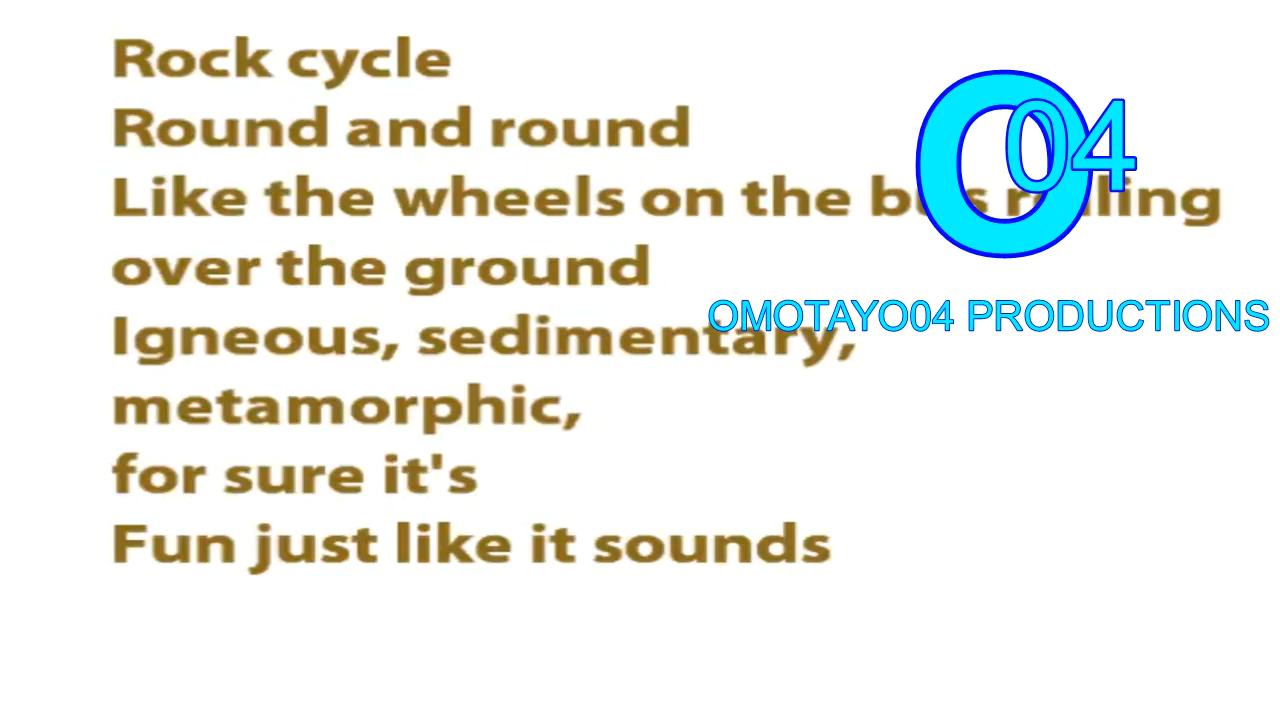 Rock cycle
Round and round
Like the wheels on the bus rolling
over the ground
Igneous, sedimentary,
metamorphic,
for sure it's
Fun just like it sounds
O04
OMOTAYO04 PRODUCTIONS